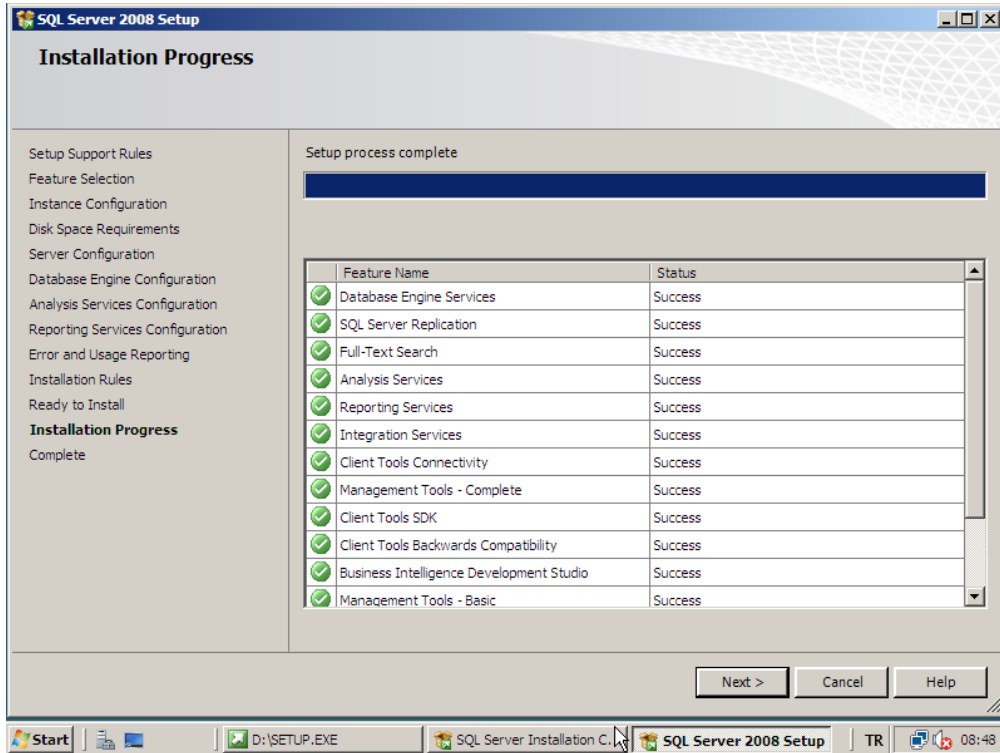 SQL Server 2008 Setup
Installation Progress
Setup Support Rules
Feature Selection
Instance Configuration
Disk Space Requirements
Server Configuration
Database Engine Configuration
Analysis Services Configuration
Reporting Services Configuration
Error and Usage Reporting
Installation Rules
Ready to Install
Installation Progress
Complete
Setup process complete
Feature Name Status
Database Engine Services Success
SQL Server Replication Success
Full-Text Search Success
Analysis Services Success
Reporting Services Success
Integration Services Success
Client Tools Connectivity Success
Management Tools - Complete Success
Client Tools SDK Success
Client Tools Backwards Compatibility Success
Business Intelligence Development Studio Success
Management Tools - Basic Success
Next > Cancel Help
Start D:\SETUP.EXE SQL Server Installation C... SQL Server 2008 Setup TR 08:48